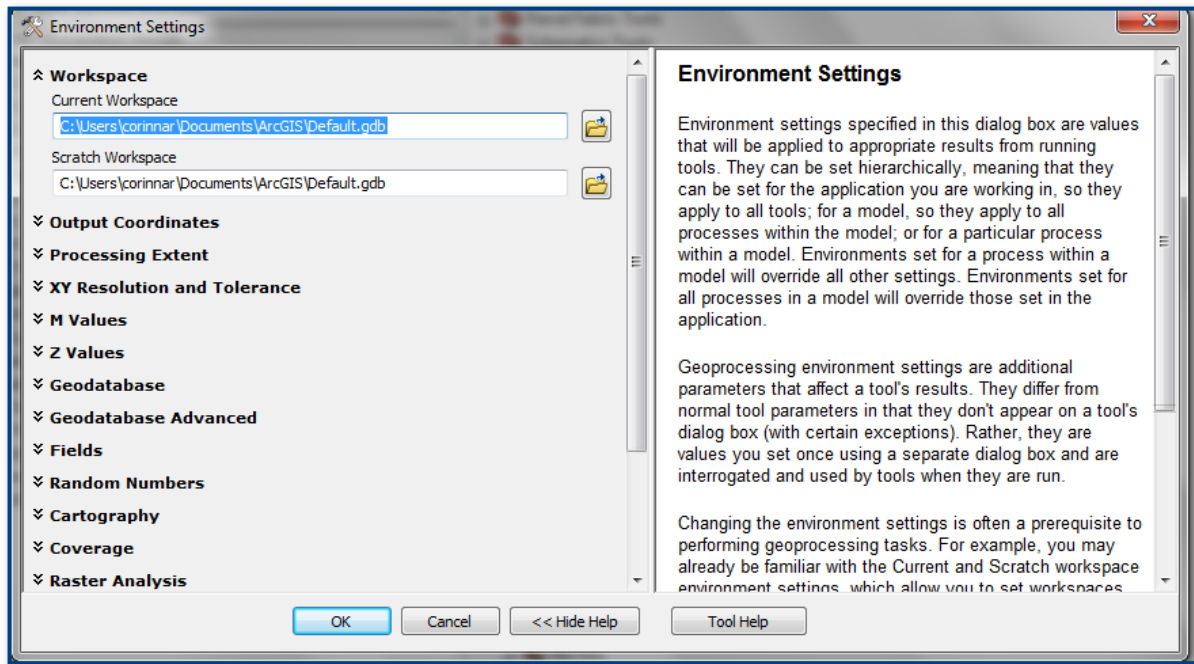 Environment Settings
Workspace
Current Workspace
C:\Users\corinnar\Documents\ArcGIS\Default.gdb
Scratch Workspace
C:\Users\corinnar\Documents\ArcGIS\Default.gdb
Output Coordinates
Processing Extent
XY Resolution and Tolerance
M Values
Z Values
Geodatabase
Geodatabase Advanced
Fields
Random Numbers
Cartography
Coverage
Raster Analysis
Environment Settings
Environment settings specified in this dialog box are values
that will be applied to appropriate results from running
tools. They can be set hierarchically, meaning that they
can be set for the application you are working in, so they
apply to all tools; for a model, so they apply to all
processes within the model; or for a particular process
within a model. Environments set for a process within a
model will override all other settings. Environments set for
all processes in a model will override those set in the
application.
Geoprocessing environment settings are additional
parameters that affect a tool's results. They differ from
normal tool parameters in that they don't appear on a tool's
dialog box (with certain exceptions). Rather, they are
values you set once using a separate dialog box and are
interrogated and used by tools when they are run.
Changing the environment settings is often a prerequisite to
performing geoprocessing tasks. For example, you may
already be familiar with the Current and Scratch workspace
environment settings, which allow you to set workspaces
OK
Cancel
<< Hide Help
Tool Help